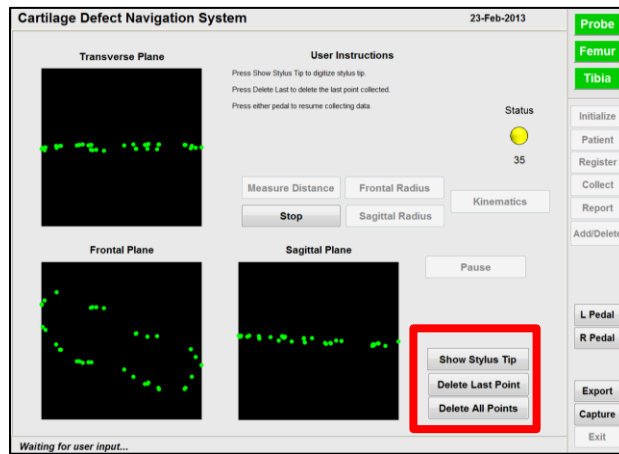 Cartilage Defect Navigation System
23-Feb-2013
Transverse Plane
User Instructions
Press Show Stylus Tip to digitize stylus tip.
Press Delete Last to delete the last point collected.
Press either pedal to resume collecting data.
Status
35
Measure Distance
Frontal Radius
Kinematics
Stop
Sagittal Radius
Frontal Plane
Sagittal Plane
Pause
Show Stylus Tip
Delete Last Point
Delete All Points
Waiting for user input...
Probe
Femur
Tibia
Initialize
Patient
Register
Collect
Report
Add/Delete
L Pedal
R Pedal
Export
Capture
Exit